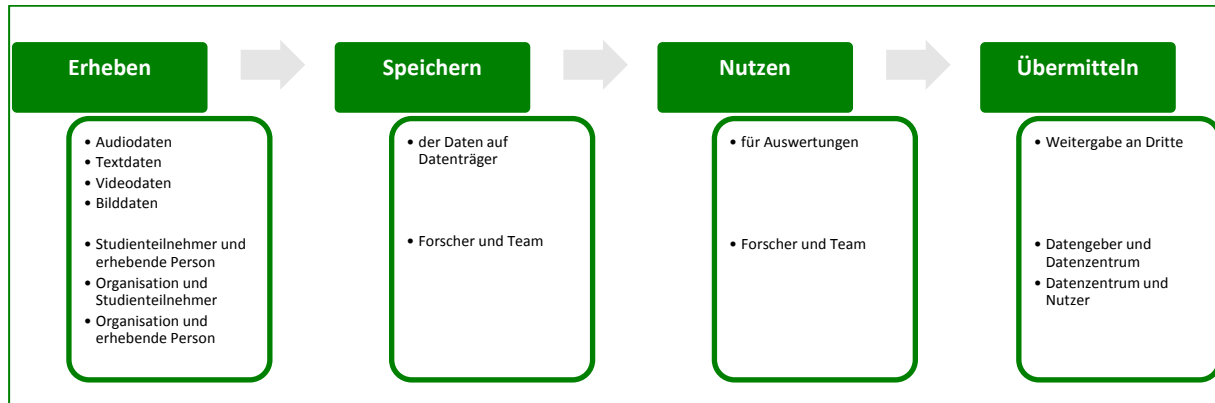 Erheben
• Audiodaten
• Textdaten
• Videodaten
• Bilddaten
• Studienteilnehmer und
erhebende Person
• Organisation und
Studienteilnehmer
• Organisation und
erhebende Person
Speichern
• der Daten auf
Datenträger
• Forscher und Team
Nutzen
• für Auswertungen
• Forscher und Team
Übermitteln
• Weitergabe an Dritte
• Datengeber und
Datenzentrum
• Datenzentrum und
Nutzer